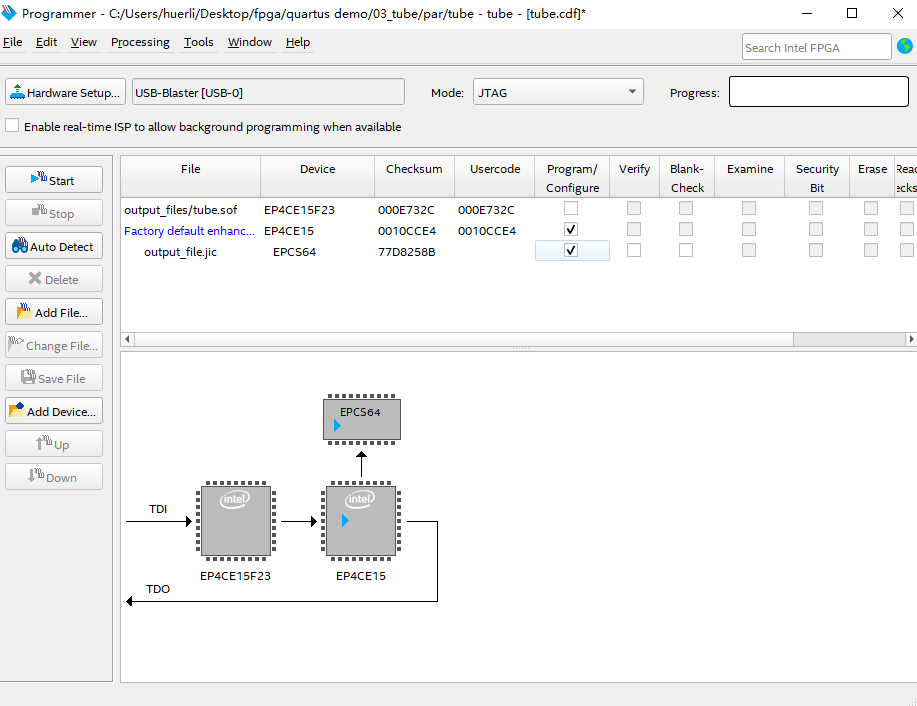 Programmer - C:/Users/huerli/Desktop/fpga/quartus demo/03_tube/par/tube - tube - [tube.cdf]*
File Edit View Processing Tools Window Help
Search Intel FPGA
Hardware Setup... USB-Blaster [USB-0] Mode: JTAG Progress:
Enable real-time ISP to allow background programming when available
Start
Stop
Auto Detect
Delete
Add File...
Change File...
Save File
Add Device...
Up
Down
File Device Checksum Usercode Program/ Verify Blank- Examine Security Erase Read
Configure Check Bit ecks
output_files/tube.sof EP4CE15F23 000E732C 000E732C
Factory default enhanc... EP4CE15 0010CCE4 0010CCE4
output_file.jic EPCS64 77D8258B
EPCS64
intel intel
TDI
EP4CE15F23 EP4CE15
TDO